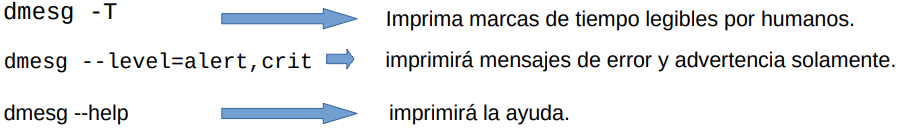 dmesg -T Imprima marcas de tiempo legibles por humanos.
dmesg --level=alert,crit imprimirá mensajes de error y advertencia solamente.
dmesg --help imprimirá la ayuda.